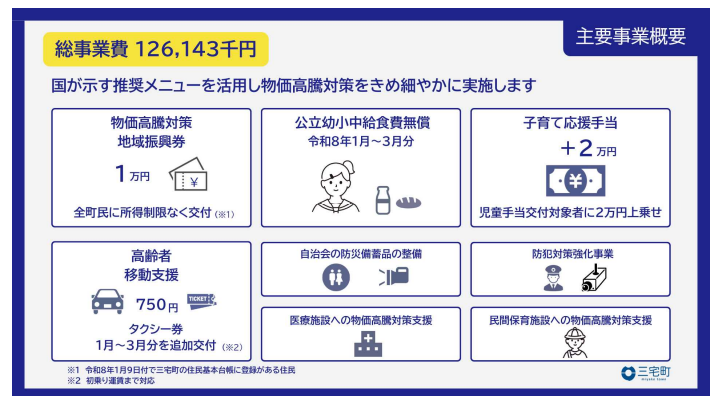 主要事業概要
総事業費 126,143千円
国が示す推奨メニューを活用し物価高騰対策をきめ細やかに実施します
物価高騰対策
地域振興券
1万円
¥
全町民に所得制限なく交付(※1)
公立幼小中給食費無償
令和8年1月~3月分
子育て応援手当
+2万円
¥
児童手当交付対象者に2万円上乗せ
高齢者
移動支援
750円
TICKET
タクシー券
1月~3月分を追加交付(※2)
自治会の防災備蓄品の整備
防犯対策強化事業
医療施設への物価高騰対策支援
民間保育施設への物価高騰対策支援
※1 令和8年1月9日付で三宅町の住民基本台帳に登録がある住民
※2 初乗り運賃まで対応
三宅町
miyake town